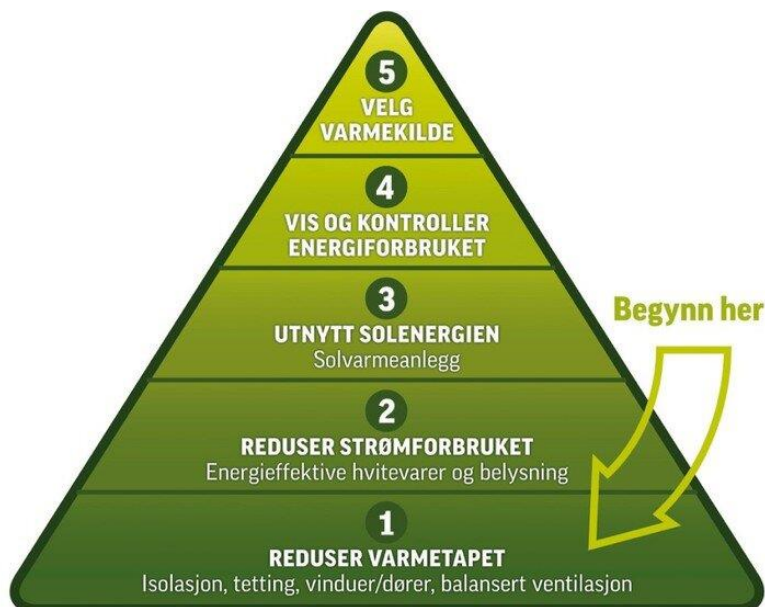 5
VELG
VARMEKILDE
4
VIS OG KONTROLLER
ENERGIFORBRUKET
3
UTNYTT SOLENERGIEN
Solvarmeanlegg
Begynn her
2
REDUSER STRØMFORBRUKET
Energieffektive hvitevarer og belysning
1
REDUSER VARMETAPET
Isolasjon, tetting, vinduer/dører, balansert ventilasjon